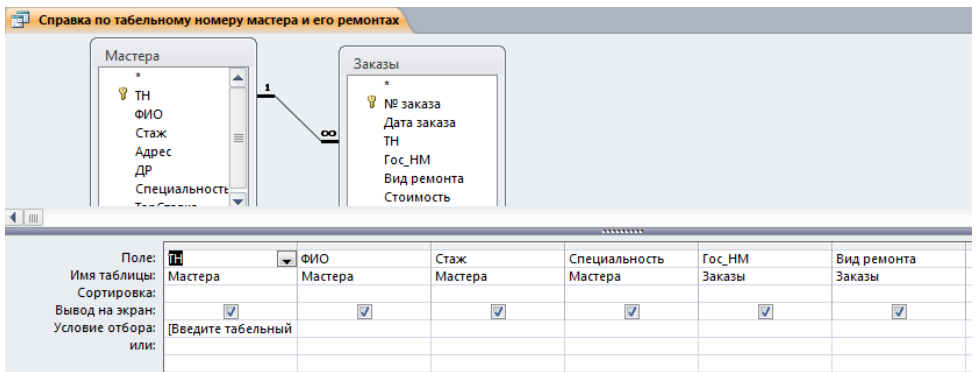 Справка по табельному номеру мастера и его ремонтах
Мастера
*
ТН
ФИО
Стаж
Адрес
ДР
Специальность
1
∞
Заказы
*
№ заказа
Дата заказа
ТН
Гос_НМ
Вид ремонта
Стоимость
Поле: ТН ФИО Стаж Специальность Гос_НМ Вид ремонта
Имя таблицы: Мастера Мастера Мастера Мастера Заказы Заказы
Сортировка:
Вывод на экран:
Условие отбора: [Введите табельный
или: